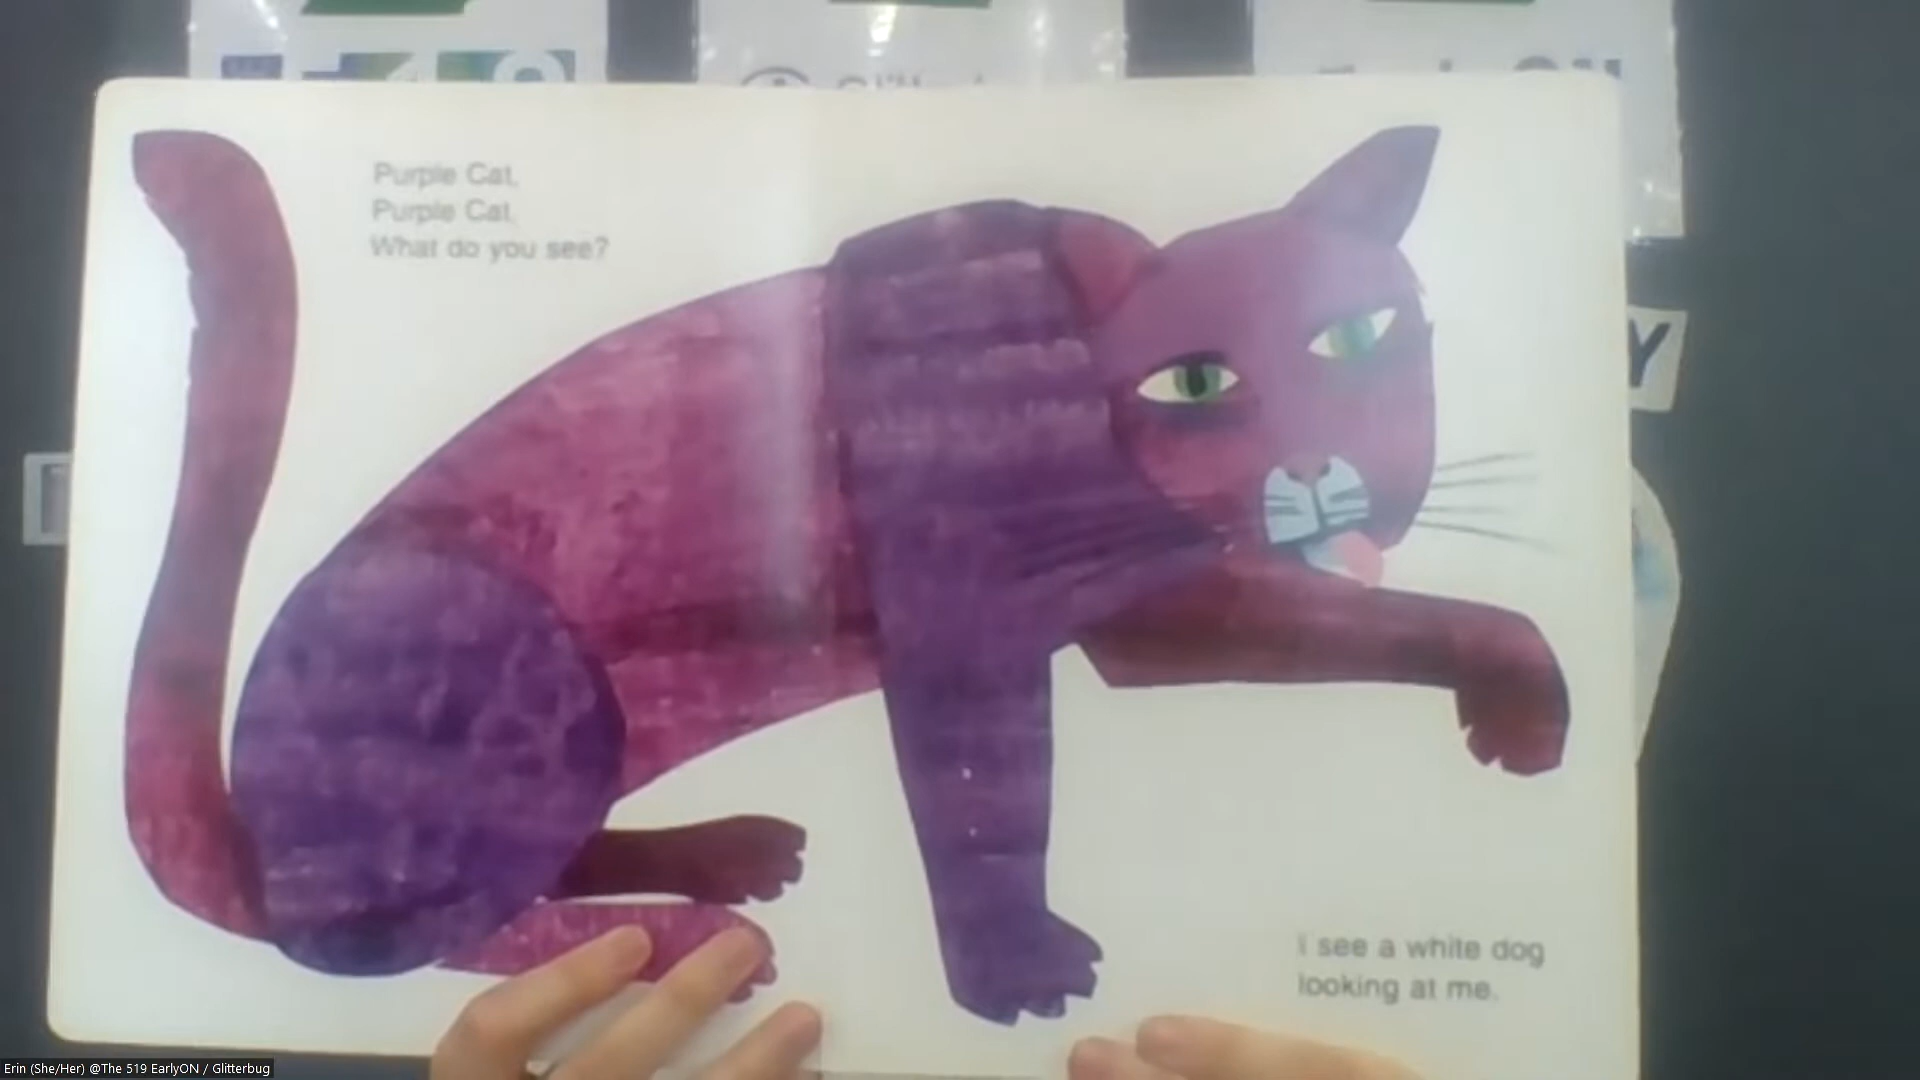 Purple Cat,
Purple Cat,
What do you see?
Y
I see a white dog
looking at me.
Erin (She/Her) @The 519 EarlyON / Glitterbug